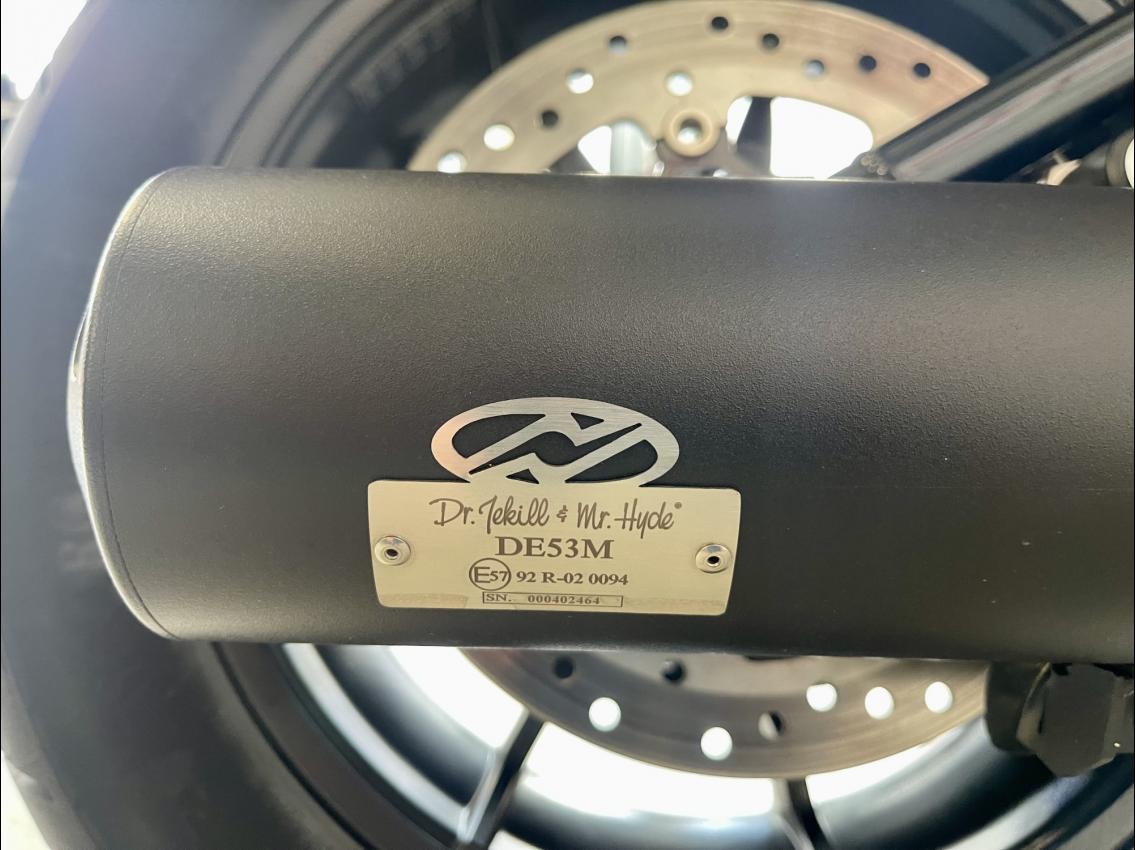 Dr. Jekill & Mr. Hyde®
DE53M
E57 92 R-02 0094
SN. 000402464